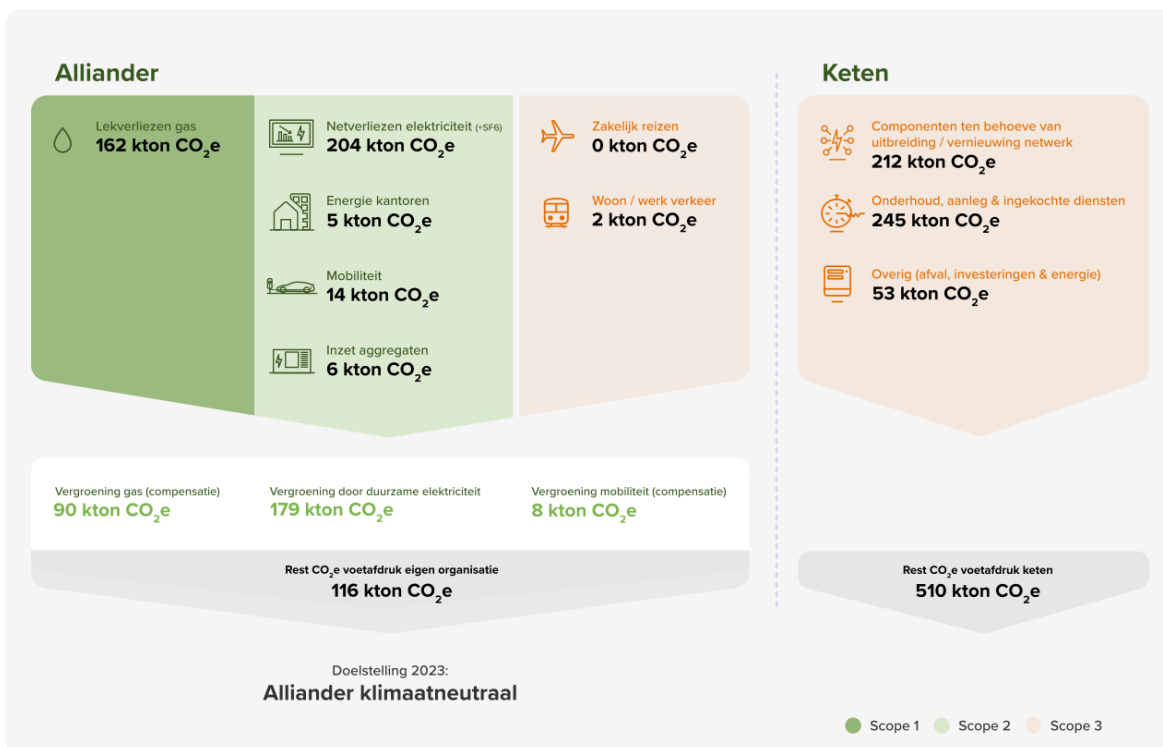 Alliander
Lekverliezen gas
162 kton CO₂e
Netverliezen elektriciteit (+SF6)
204 kton CO₂e
Energie kantoren
5 kton CO₂e
Mobiliteit
14 kton CO₂e
Inzet aggregaten
6 kton CO₂e
Zakelijk reizen
0 kton CO₂e
Woon / werk verkeer
2 kton CO₂e
Keten
Componenten ten behoeve van
uitbreiding / vernieuwing netwerk
212 kton CO₂e
Onderhoud, aanleg & ingekochte diensten
245 kton CO₂e
Overig (afval, investeringen & energie)
53 kton CO₂e
Vergroening gas (compensatie)
90 kton CO₂e
Vergroening door duurzame elektriciteit
179 kton CO₂e
Vergroening mobiliteit (compensatie)
8 kton CO₂e
Rest CO₂e voetafdruk eigen organisatie
116 kton CO₂e
Rest CO₂e voetafdruk keten
510 kton CO₂e
Doelstelling 2023:
Alliander klimaatneutraal
Scope 1
Scope 2
Scope 3